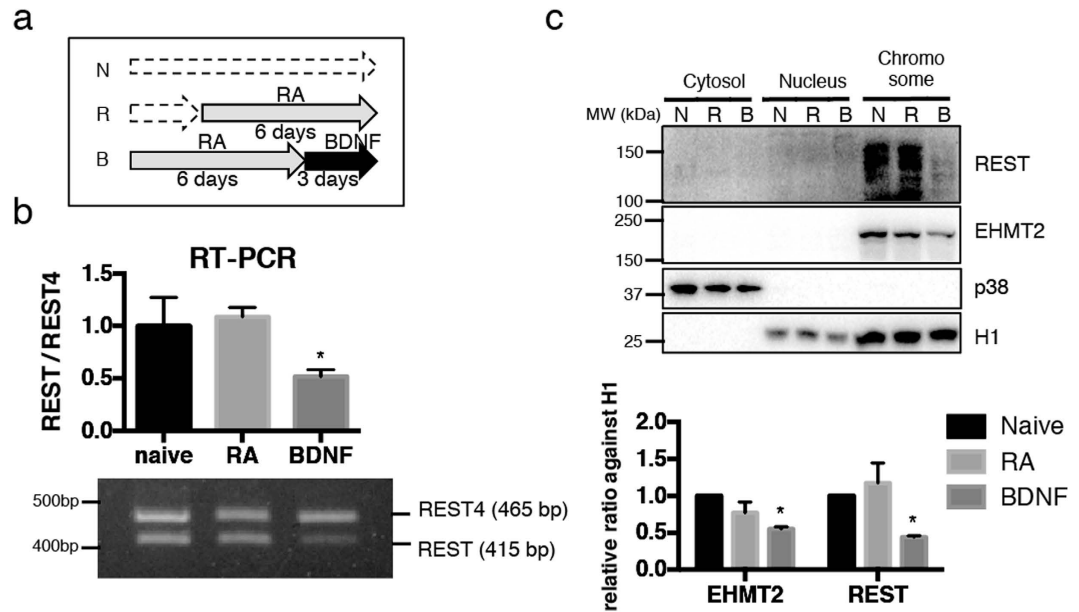 a
N
R
RA
6 days
B
RA
6 days
BDNF
3 days
b
RT-PCR
REST / REST4
1.5
1.0
0.5
0.0
naive RA BDNF
500bp
400bp
REST4 (465 bp)
REST (415 bp)
c
Cytosol Nucleus Chromo
some
MW (kDa) N R B N R B N R B
150
100
REST
250
150
EHMT2
37
p38
25
H1
relative ratio against H1
2.0
1.5
1.0
0.5
0.0
*
*
*
EHMT2 REST
Naive
RA
BDNF